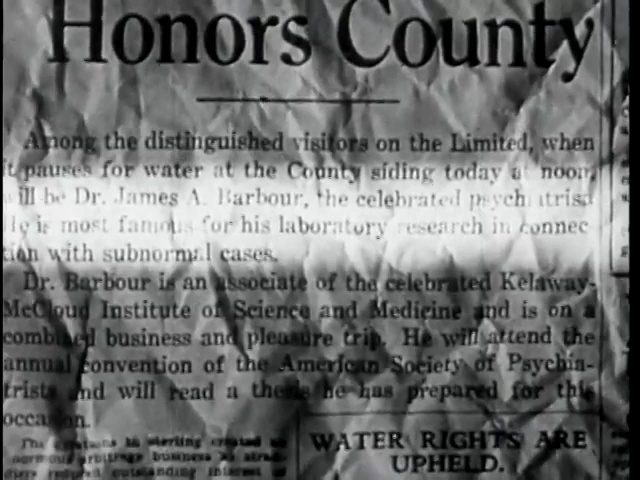 Honors County
Among the distinguished visitors on the Limited, when
it pauses for water at the County siding today at noon,
will be Dr. James A. Barbour, the celebrated psychiatrist
He is most famous for his laboratory research in connec-
tion with subnormal cases.
Dr. Barbour is an associate of the celebrated Kelaway-
McCloud Institute of Science and Medicine and is on a
combined business and pleasure trip. He will attend the
annual convention of the American Society of Psychia-
trists and will read a thesis he has prepared for this
occasion.
WATER RIGHTS ARE
UPHELD.
business
outstanding interest